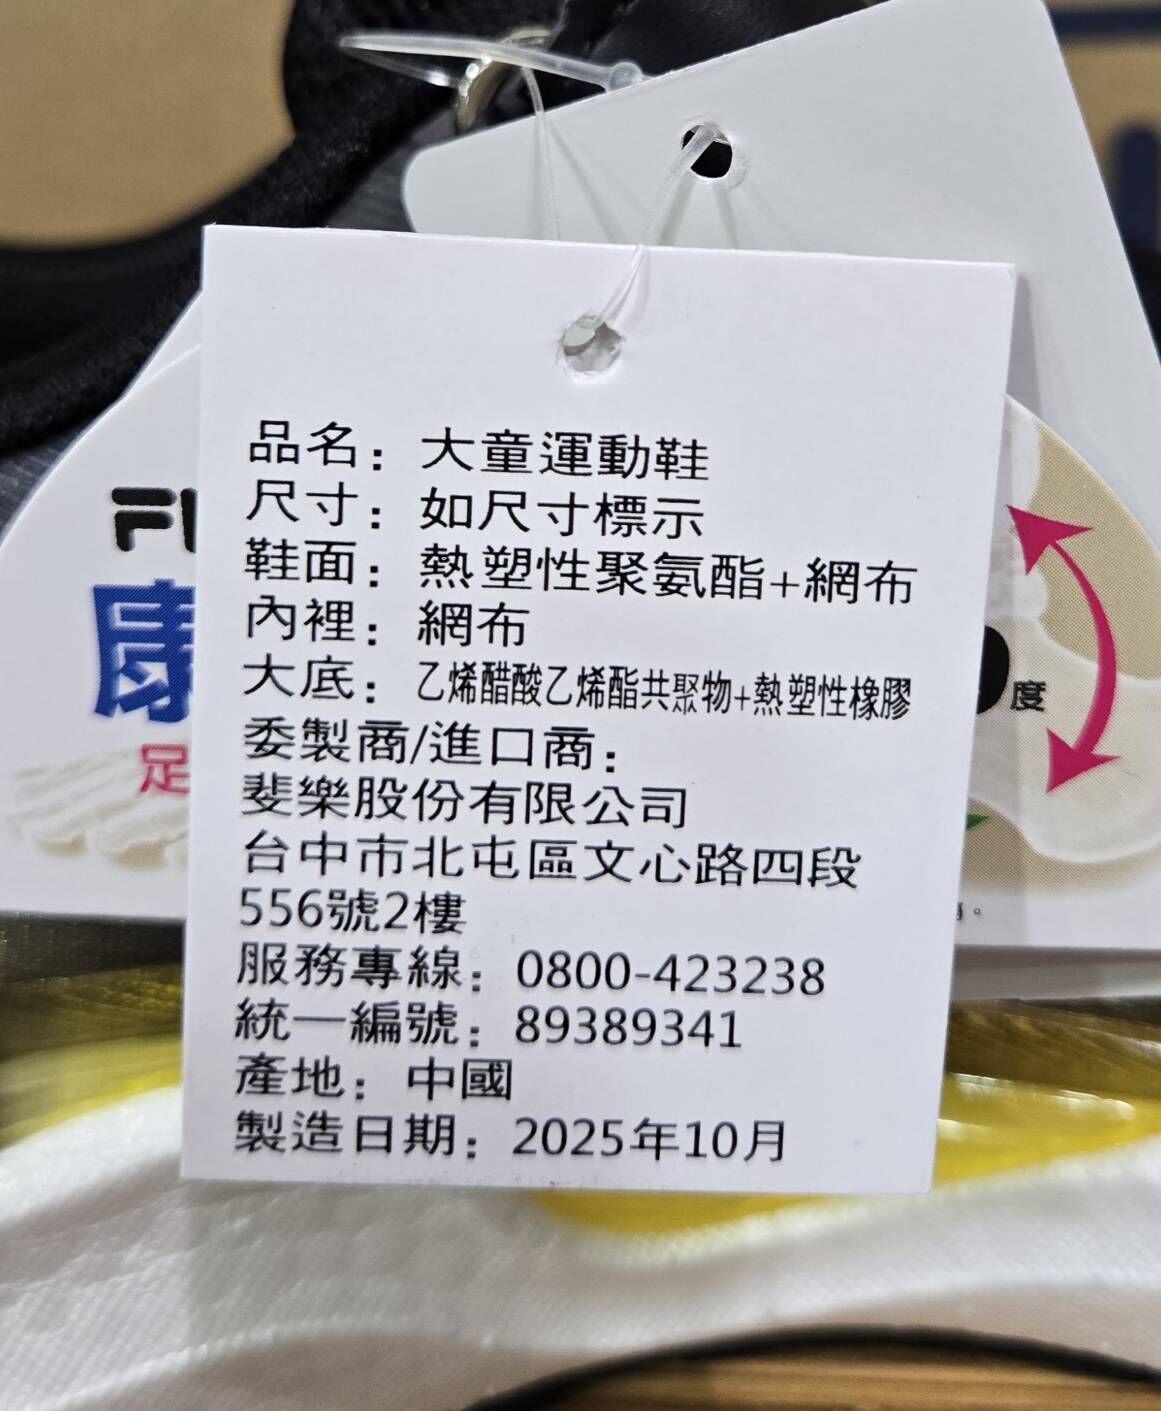 品名：大童運動鞋
尺寸：如尺寸標示
鞋面：熱塑性聚氨酯+網布
內裡：網布
大底：乙烯醋酸乙烯酯共聚物+熱塑性橡膠
委製商/進口商：
斐樂股份有限公司
台中市北屯區文心路四段
556號2樓
服務專線：0800-423238
統一編號：89389341
產地：中國
製造日期：2025年10月
康
足
度